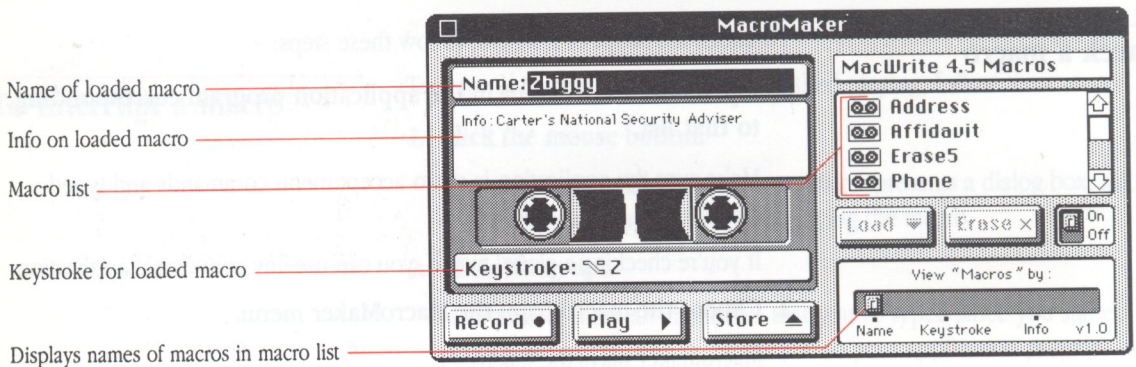 MacroMaker
Name of loaded macro
Name: Zbiggy
MacWrite 4.5 Macros
Info on loaded macro
Info: Carter's National Security Adviser
Address
Affidavit
Erase5
Phone
Macro list
Load
Erase ×
On
Off
Keystroke for loaded macro
Keystroke: ⌥Z
View "Macros" by:
Name Keystroke Info v1.0
Record
Play
Store
Displays names of macros in macro list